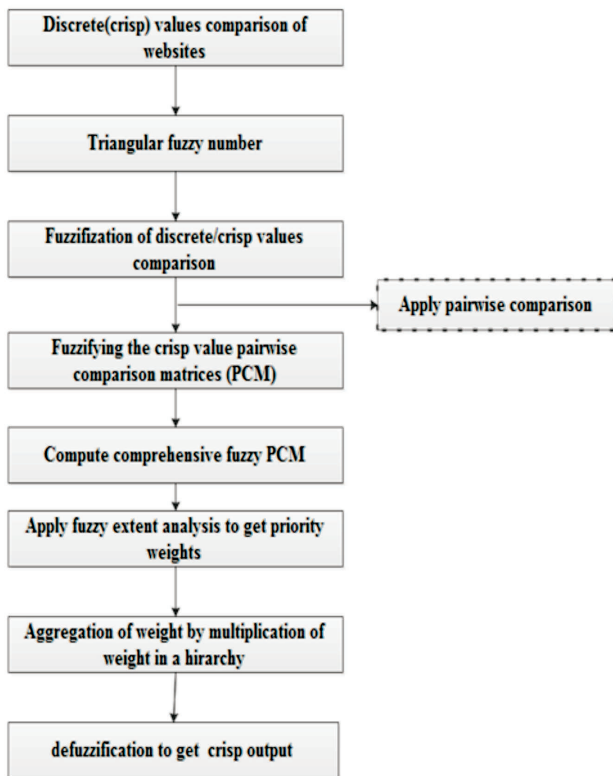 Discrete(crisp) values comparison of
websites
Triangular fuzzy number
Fuzzifization of discrete/crisp values
comparison
Apply pairwise comparison
Fuzzifying the crisp value pairwise
comparison matrices (PCM)
Compute comprehensive fuzzy PCM
Apply fuzzy extent analysis to get priority
weights
Aggregation of weight by multiplication of
weight in a hirarchy
defuzzification to get crisp output